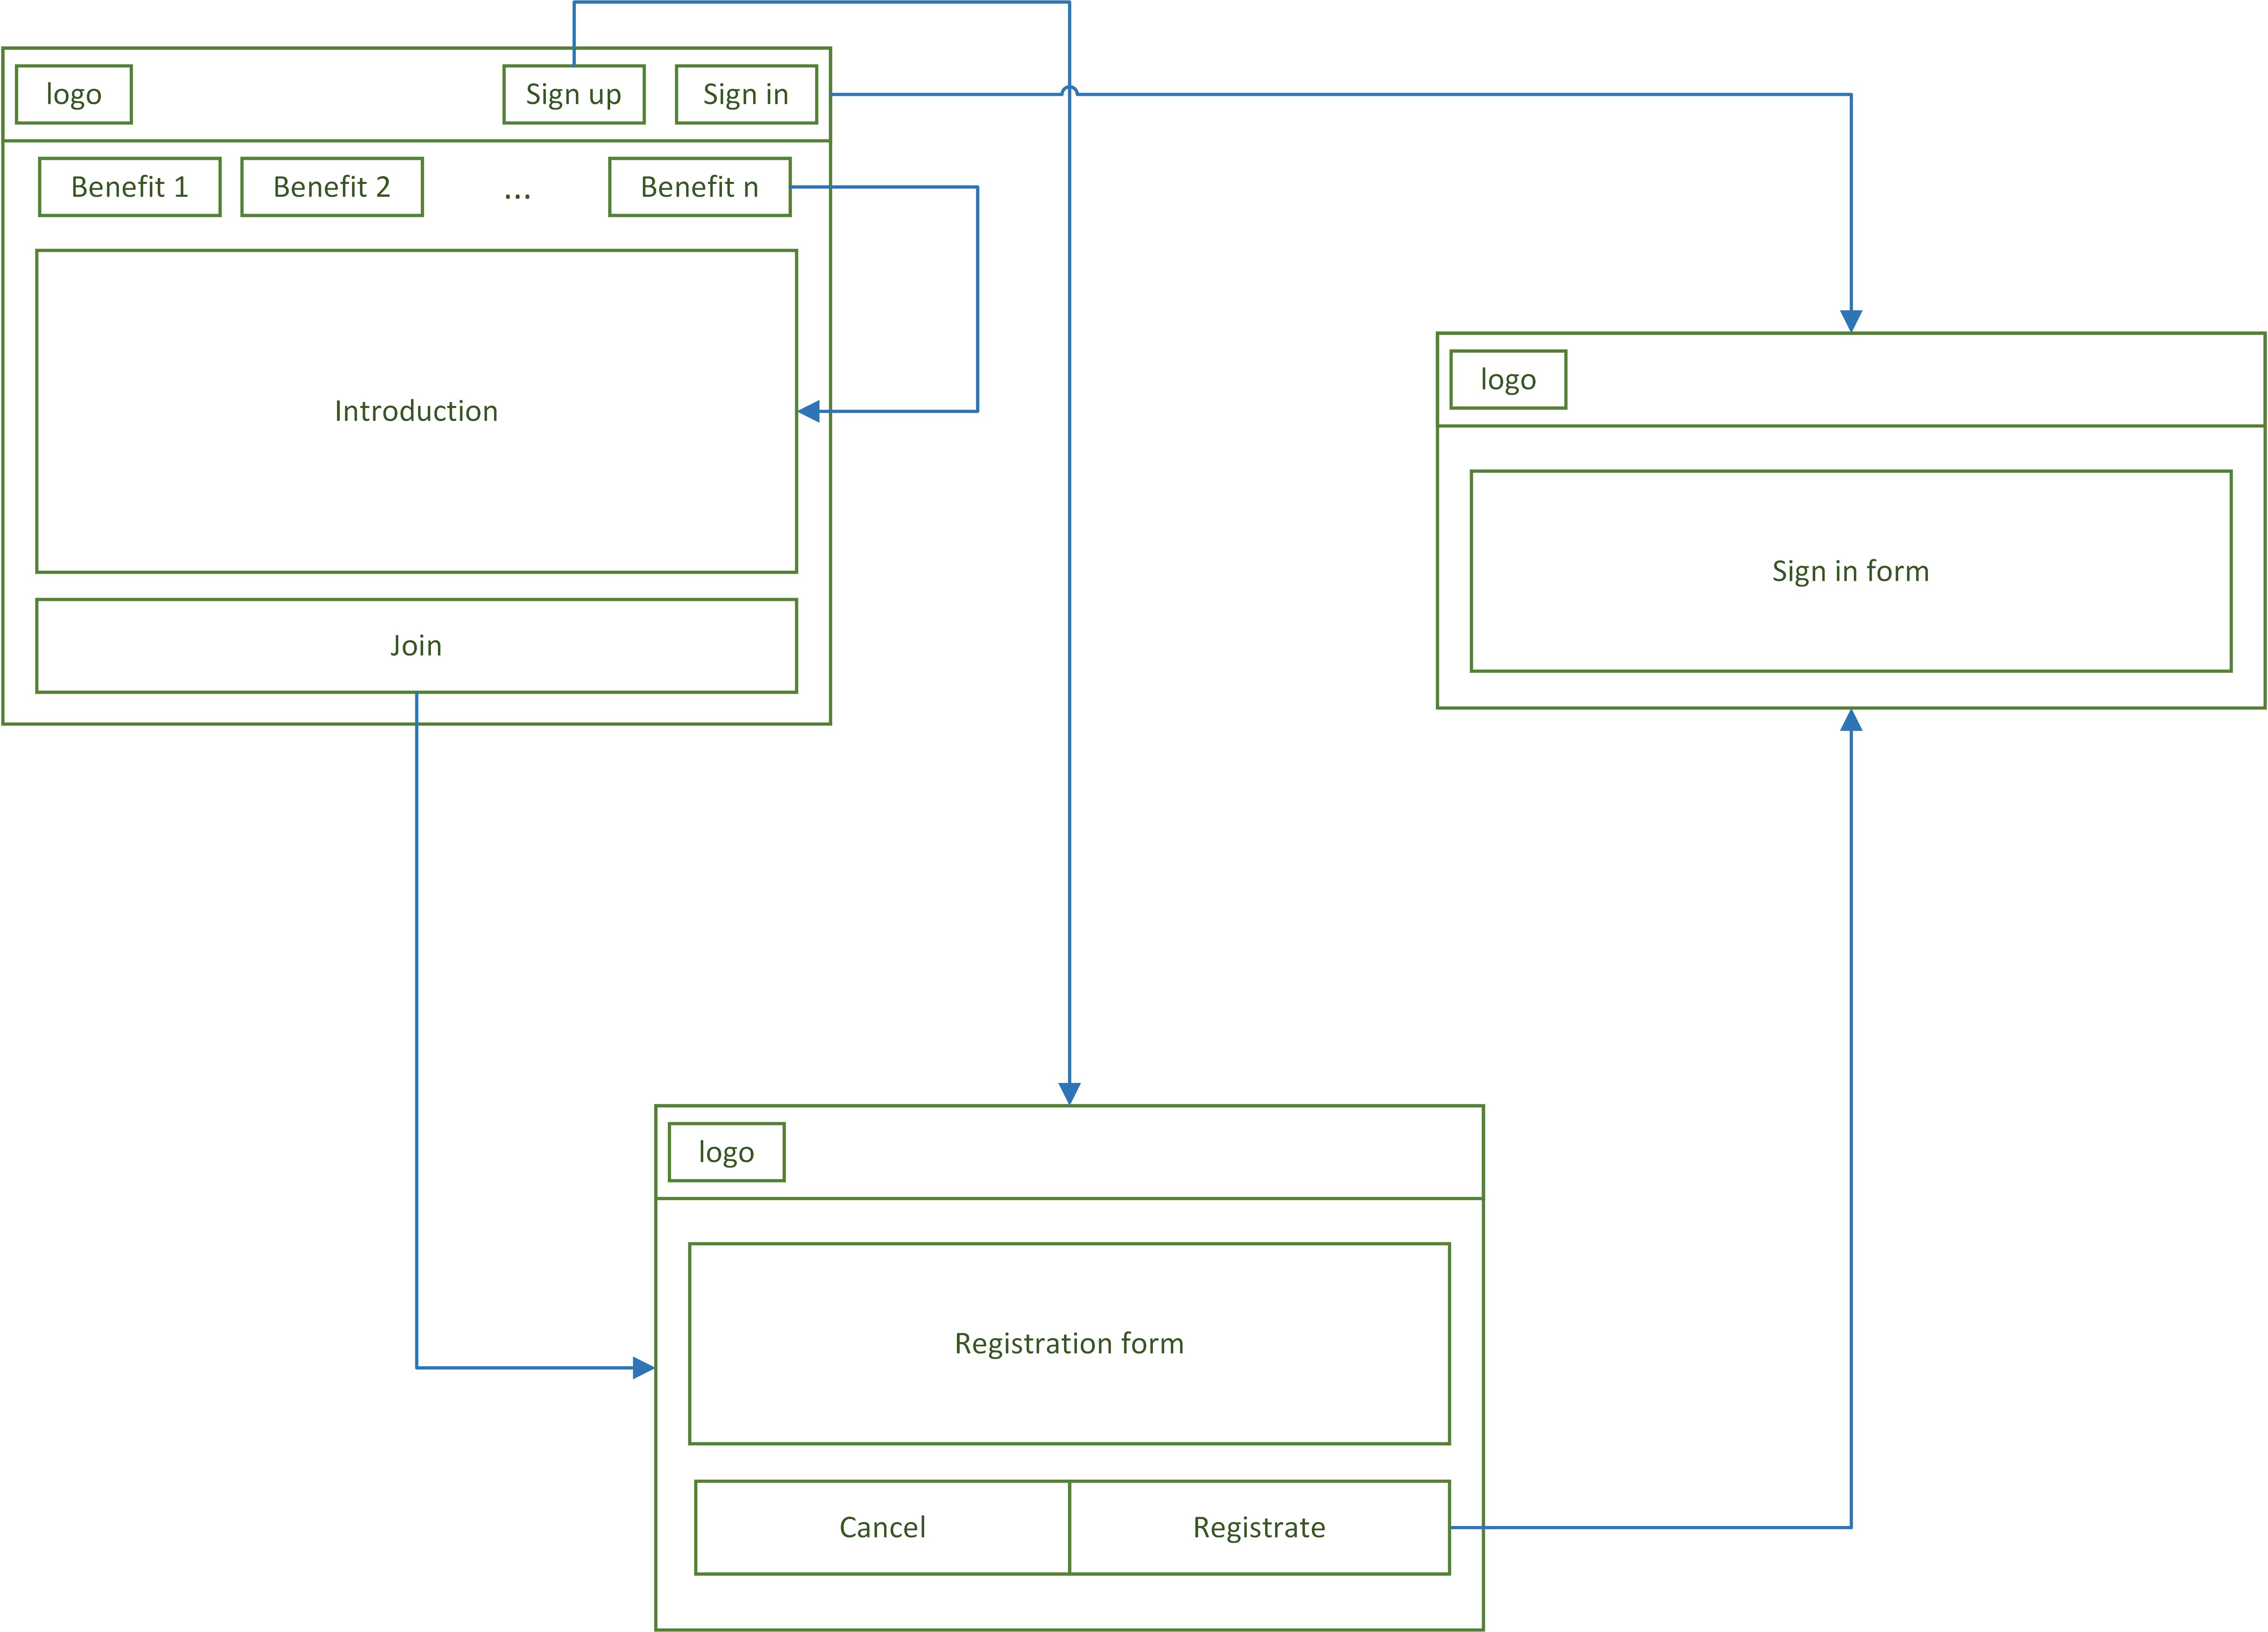 logo
Sign up
Sign in
Benefit 1
Benefit 2
...
Benefit n
Introduction
Join
logo
Sign in form
logo
Registration form
Cancel
Registrate